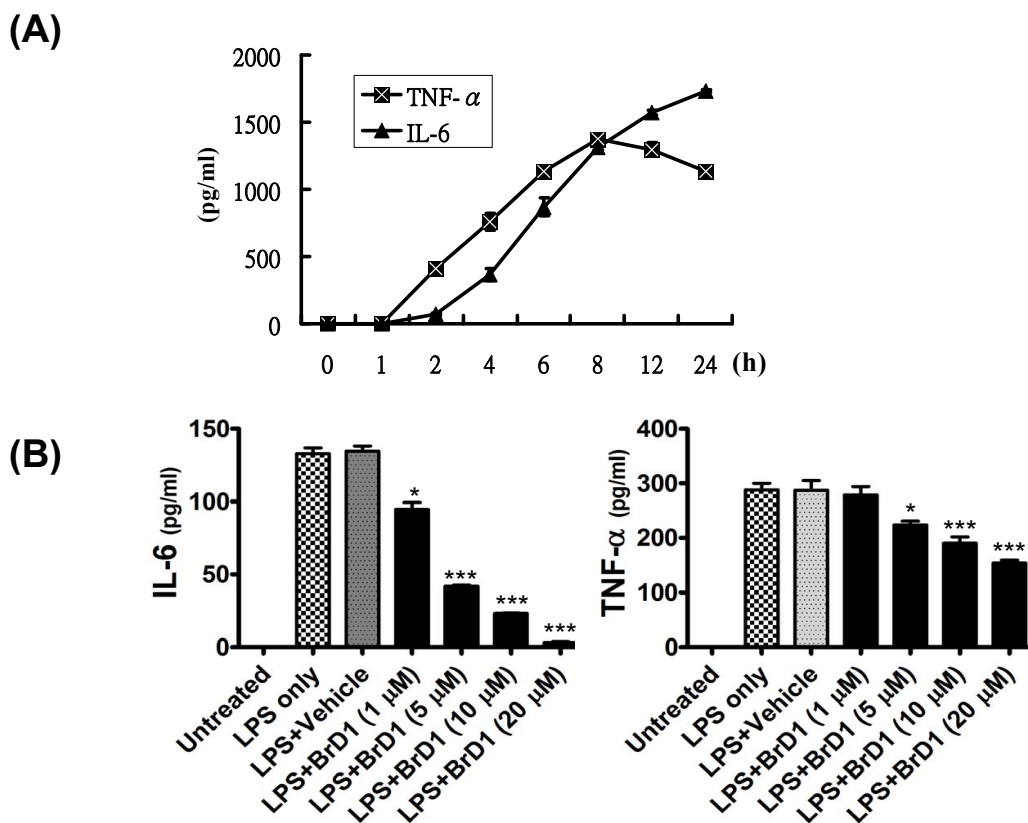 (A)
2000
1500
1000
500
0
(pg/ml)
TNF-α
IL-6
0 1 2 4 6 8 12 24 (h)
(B)
150
100
50
0
IL-6 (pg/ml)
*
***
***
***
Untreated
LPS only
LPS+Vehicle
LPS+BrD1 (1 μM)
LPS+BrD1 (5 μM)
LPS+BrD1 (10 μM)
LPS+BrD1 (20 μM)
400
300
200
100
0
TNF-α (pg/ml)
*
***
***
Untreated
LPS only
LPS+Vehicle
LPS+BrD1 (1 μM)
LPS+BrD1 (5 μM)
LPS+BrD1 (10 μM)
LPS+BrD1 (20 μM)